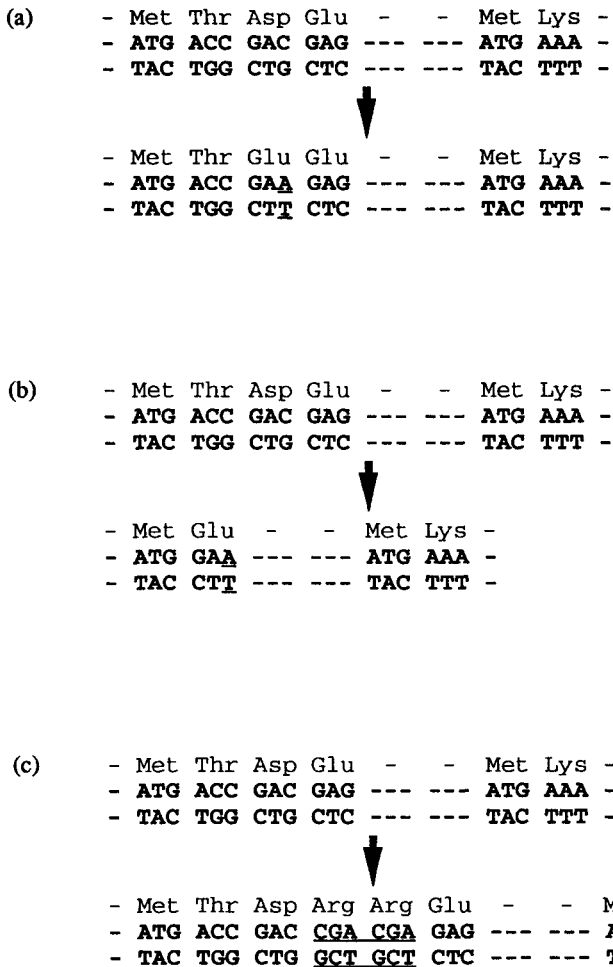 (a) - Met Thr Asp Glu - - Met Lys -
- ATG ACC GAC GAG --- --- ATG AAA -
- TAC TGG CTG CTC --- --- TAC TTT -
- Met Thr Glu Glu - - Met Lys -
- ATG ACC GAA GAG --- --- ATG AAA -
- TAC TGG CTT CTC --- --- TAC TTT -
(b) - Met Thr Asp Glu - - Met Lys -
- ATG ACC GAC GAG --- --- ATG AAA -
- TAC TGG CTG CTC --- --- TAC TTT -
- Met Glu - - Met Lys -
- ATG GAA --- --- ATG AAA -
- TAC CTT --- --- TAC TTT -
(c) - Met Thr Asp Glu - - Met Lys -
- ATG ACC GAC GAG --- --- ATG AAA -
- TAC TGG CTG CTC --- --- TAC TTT -
- Met Thr Asp Arg Arg Glu - - M
- ATG ACC GAC CGA CGA GAG --- --- A
- TAC TGG CTG GCT GCT CTC --- --- T